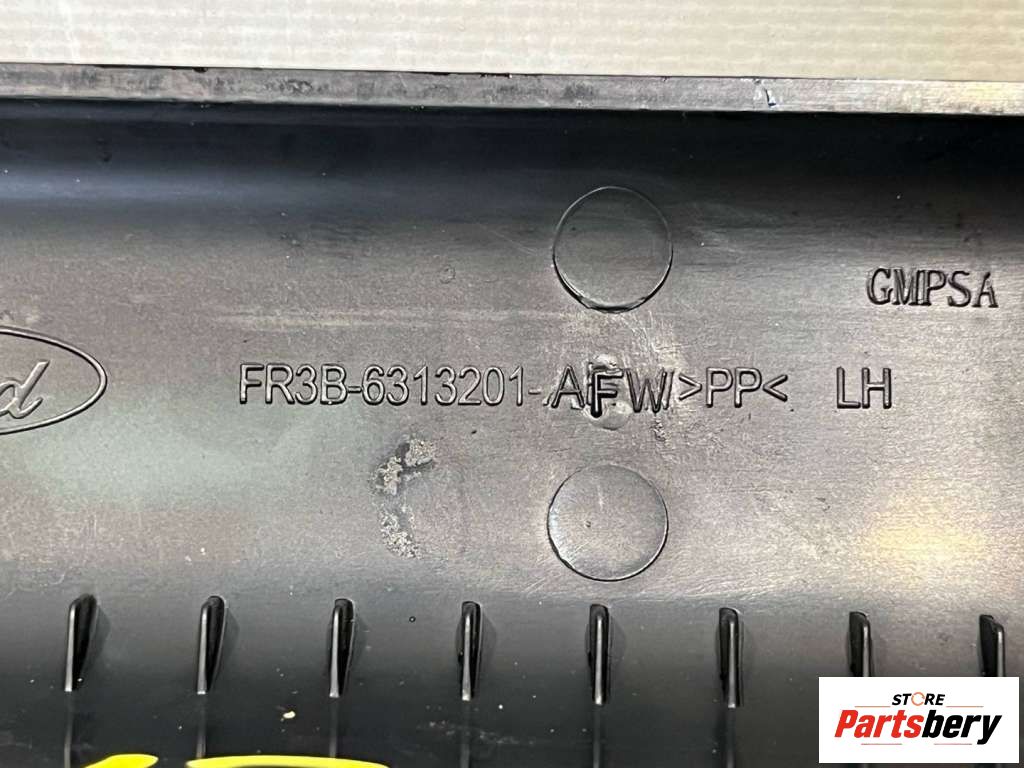 GMPSA
FR3B-6313201-AFW >PP< LH
STORE
Partsbery